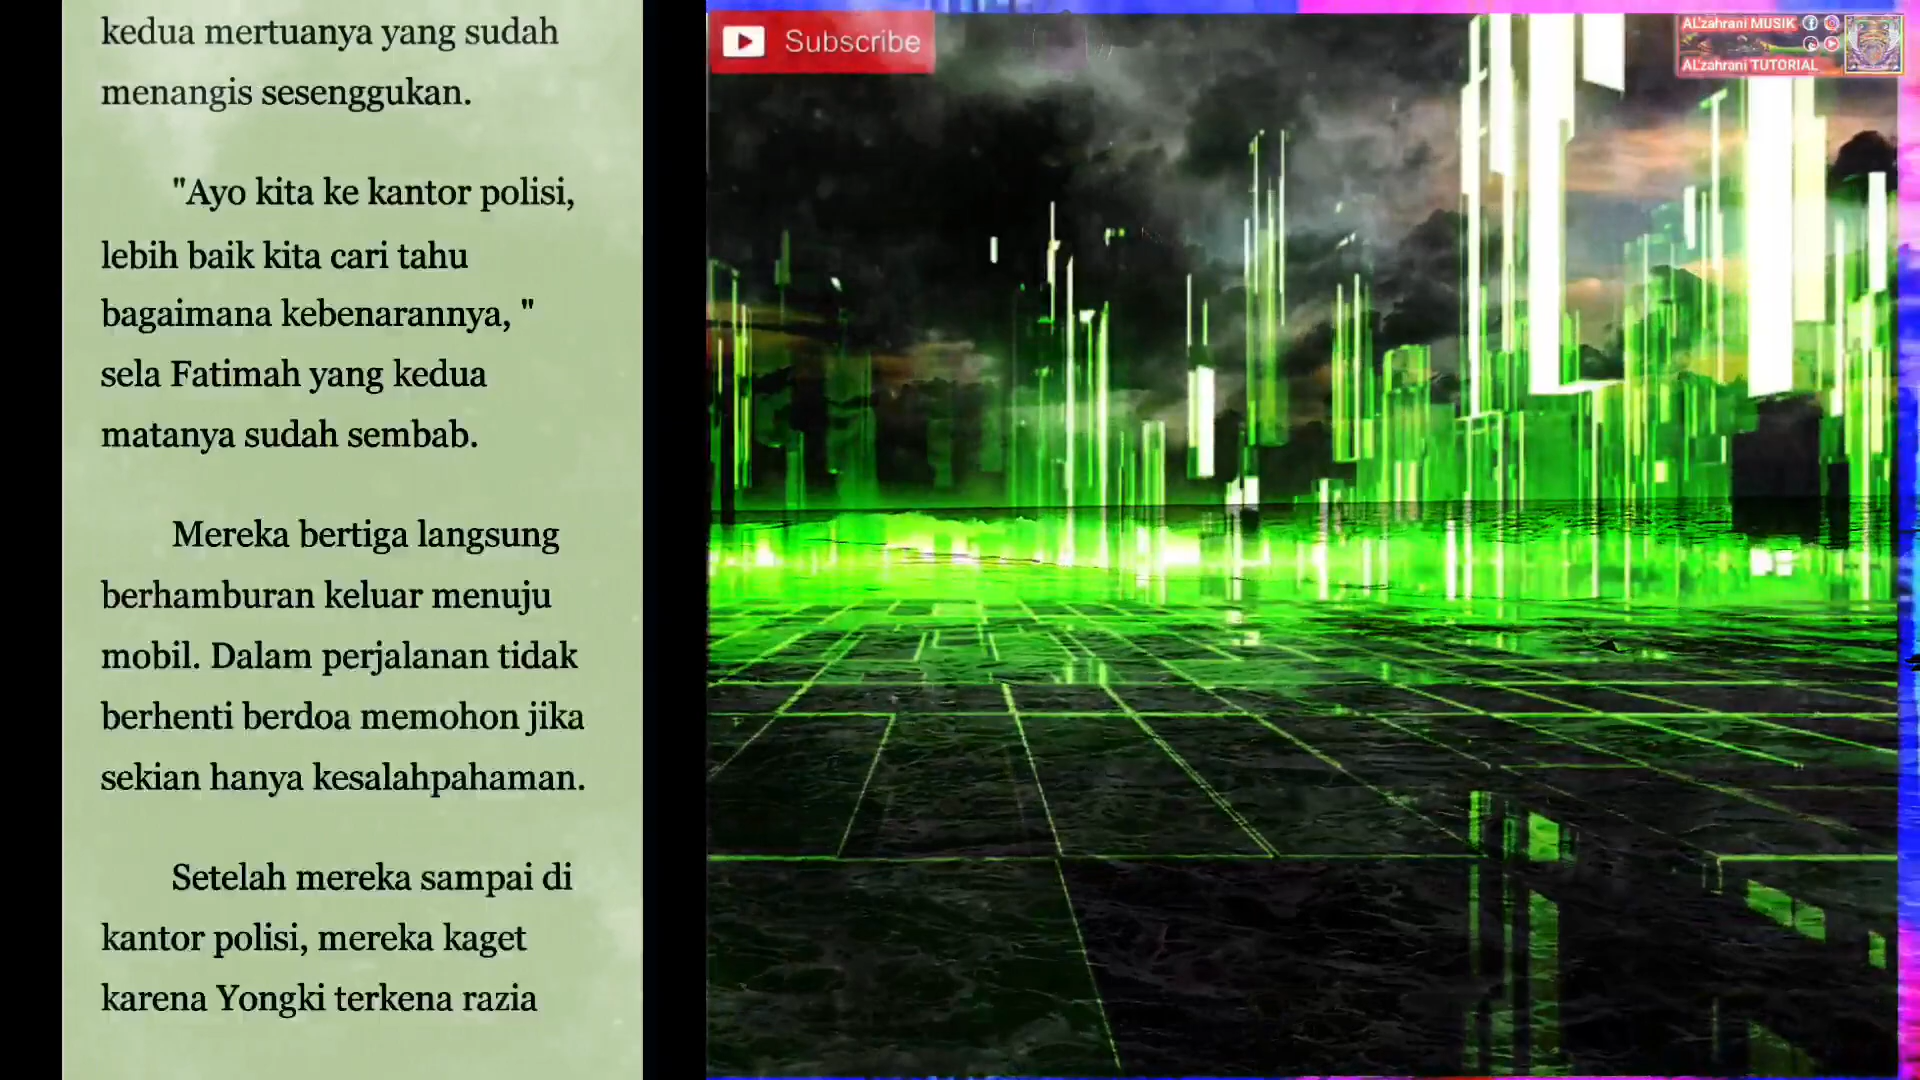 kedua mertuanya yang sudah
menangis sesenggukan.
"Ayo kita ke kantor polisi,
lebih baik kita cari tahu
bagaimana kebenarannya, "
sela Fatimah yang kedua
matanya sudah sembab.
Mereka bertiga langsung
berhamburan keluar menuju
mobil. Dalam perjalanan tidak
berhenti berdoa memohon jika
sekian hanya kesalahpahaman.
Setelah mereka sampai di
kantor polisi, mereka kaget
karena Yongki terkena razia
Subscribe
AL'zahrani MUSIK
AL'zahrani TUTORIAL